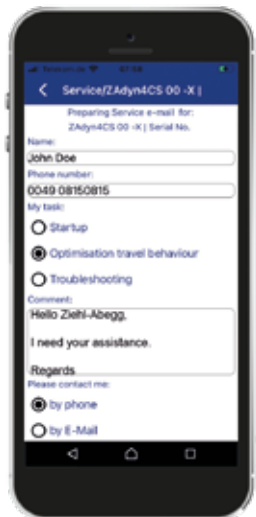 Service/ZAdyn4CS 00 -X |
Preparing Service e-mail for:
ZAdyn4CS 00 -X | Serial No.
Name:
John Doe
Phone number:
0049 08150815
My task:
Startup
Optimisation travel behaviour
Troubleshooting
Comment:
Hello Ziehl-Abegg,
I need your assistance.
Regards
Please contact me:
by phone
by E-Mail